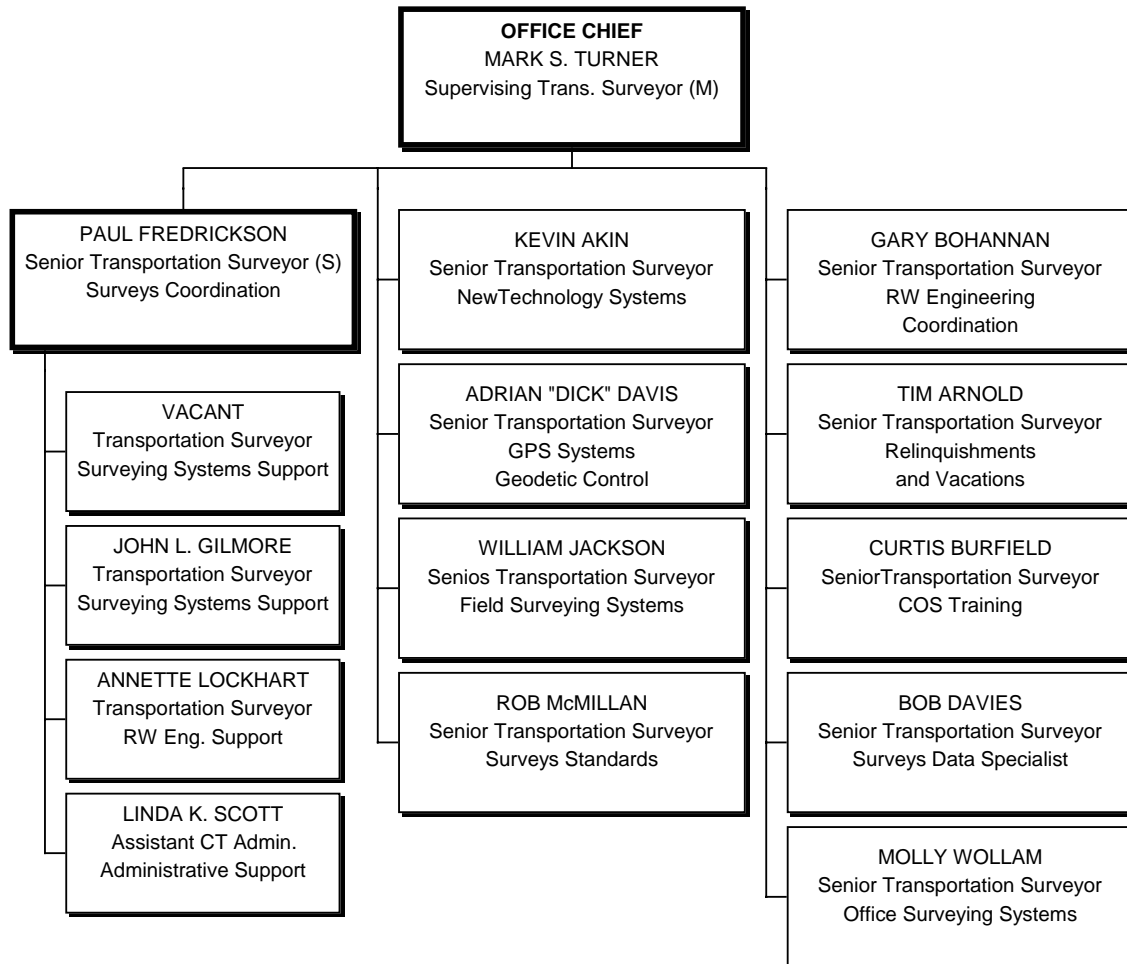 OFFICE CHIEF
MARK S. TURNER
Supervising Trans. Surveyor (M)
PAUL FREDRICKSON
Senior Transportation Surveyor (S)
Surveys Coordination
VACANT
Transportation Surveyor
Surveying Systems Support
JOHN L. GILMORE
Transportation Surveyor
Surveying Systems Support
ANNETTE LOCKHART
Transportation Surveyor
RW Eng. Support
LINDA K. SCOTT
Assistant CT Admin.
Administrative Support
KEVIN AKIN
Senior Transportation Surveyor
NewTechnology Systems
ADRIAN "DICK" DAVIS
Senior Transportation Surveyor
GPS Systems
Geodetic Control
WILLIAM JACKSON
Senios Transportation Surveyor
Field Surveying Systems
ROB McMILLAN
Senior Transportation Surveyor
Surveys Standards
GARY BOHANNAN
Senior Transportation Surveyor
RW Engineering
Coordination
TIM ARNOLD
Senior Transportation Surveyor
Relinquishments
and Vacations
CURTIS BURFIELD
SeniorTransportation Surveyor
COS Training
BOB DAVIES
Senior Transportation Surveyor
Surveys Data Specialist
MOLLY WOLLAM
Senior Transportation Surveyor
Office Surveying Systems